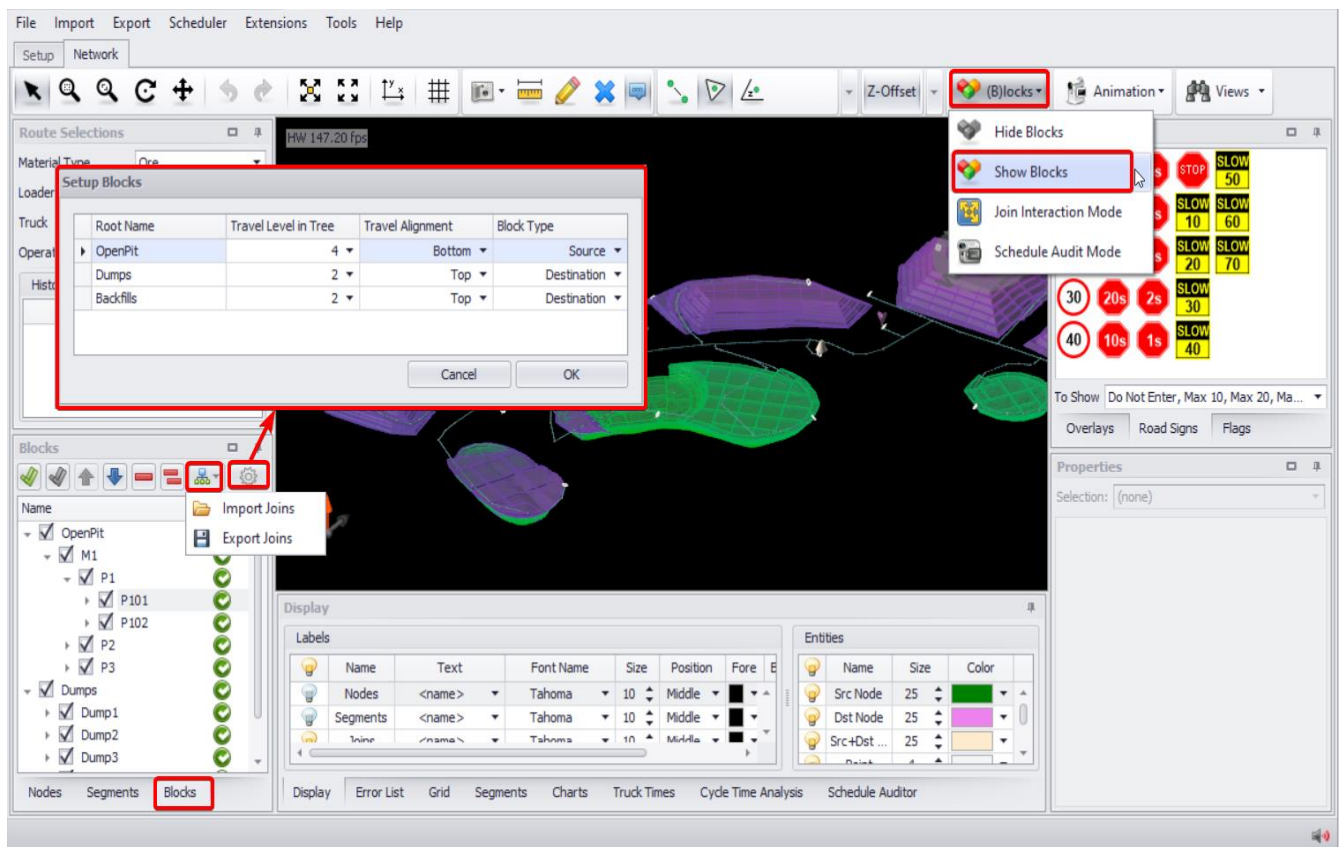 File Import Export Scheduler Extensions Tools Help
Setup Network
Z-Offset (B)locks Animation Views
Route Selections
HW 147.20 fps
Hide Blocks
Show Blocks
Join Interaction Mode
Schedule Audit Mode
Material Type Ore
Loader
Truck
Operat
Histo
Setup Blocks
Root Name Travel Level in Tree Travel Alignment Block Type
OpenPit 4 Bottom Source
Dumps 2 Top Destination
Backfills 2 Top Destination
Cancel OK
s STOP SLOW 50
s SLOW 10 SLOW 60
s SLOW 20 SLOW 70
30 20s 2s SLOW 30
40 10s 1s SLOW 40
To Show Do Not Enter, Max 10, Max 20, Ma...
Overlays Road Signs Flags
Blocks
Import Joins
Export Joins
Name
OpenPit
M1
P1
P101
P102
P2
P3
Dumps
Dump1
Dump2
Dump3
Nodes Segments Blocks
Display
Labels
Name Text Font Name Size Position Fore
Nodes <name> Tahoma 10 Middle
Segments <name> Tahoma 10 Middle
Joins <name> Tahoma 10 Middle
Entities
Name Size Color
Src Node 25
Dst Node 25
Src+Dst ... 25
Point 4
Display Error List Grid Segments Charts Truck Times Cycle Time Analysis Schedule Auditor
Properties
Selection: (none)